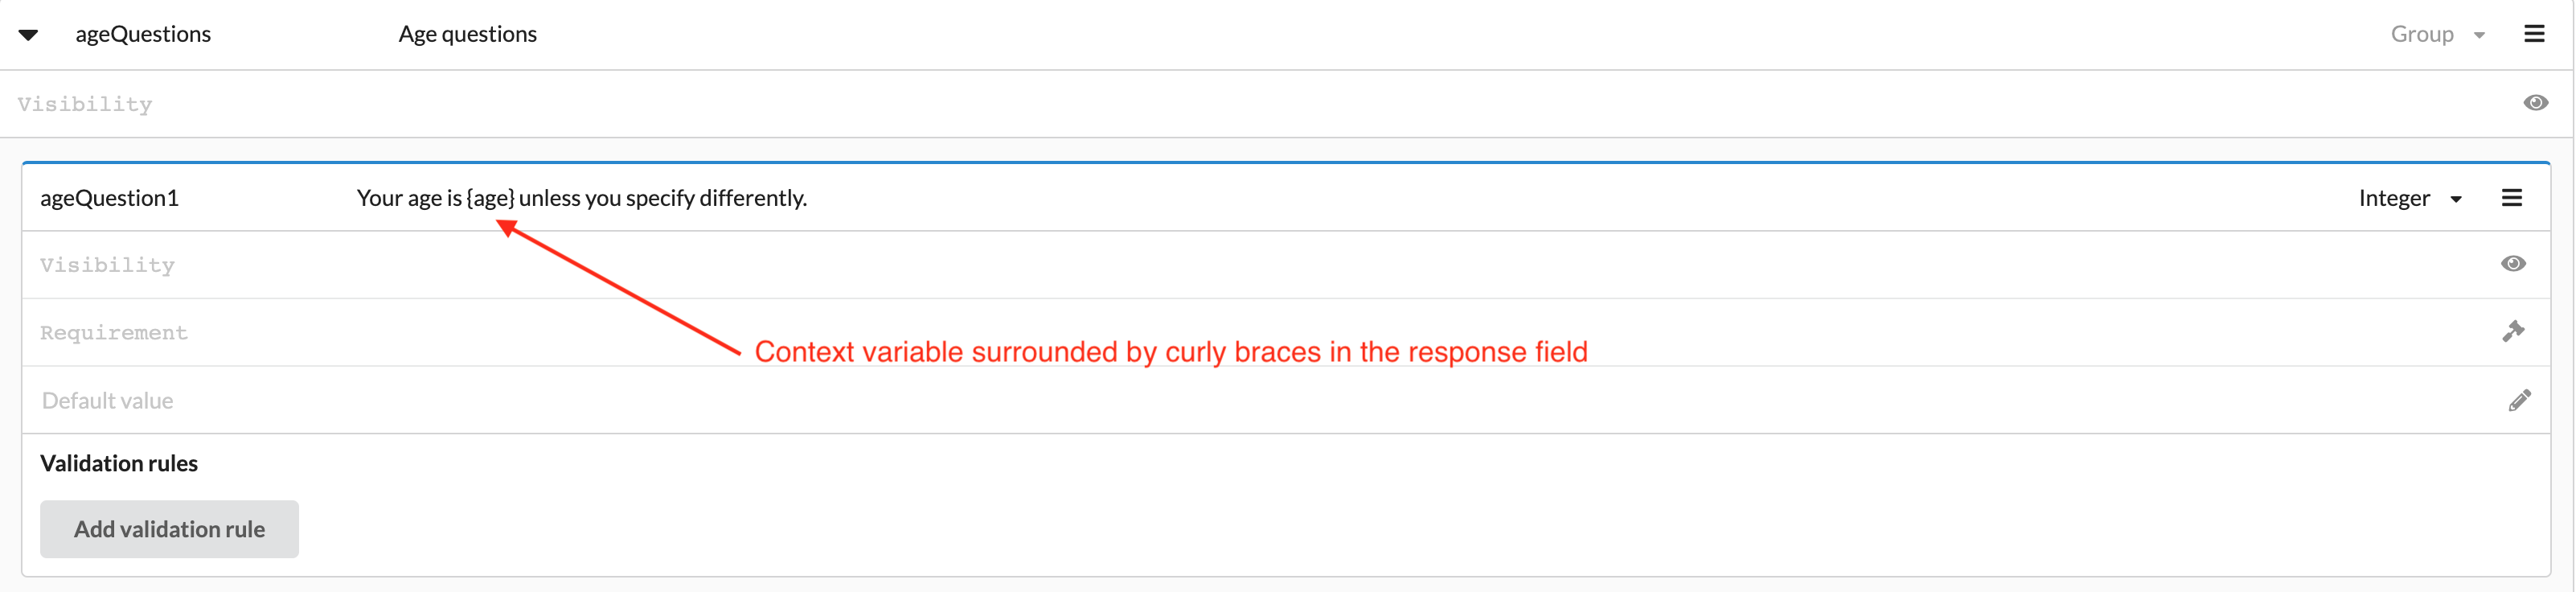 ageQuestions Age questions Group
Visibility
ageQuestion1 Your age is {age} unless you specify differently. Integer
Visibility
Requirement
Context variable surrounded by curly braces in the response field
Default value
Validation rules
Add validation rule